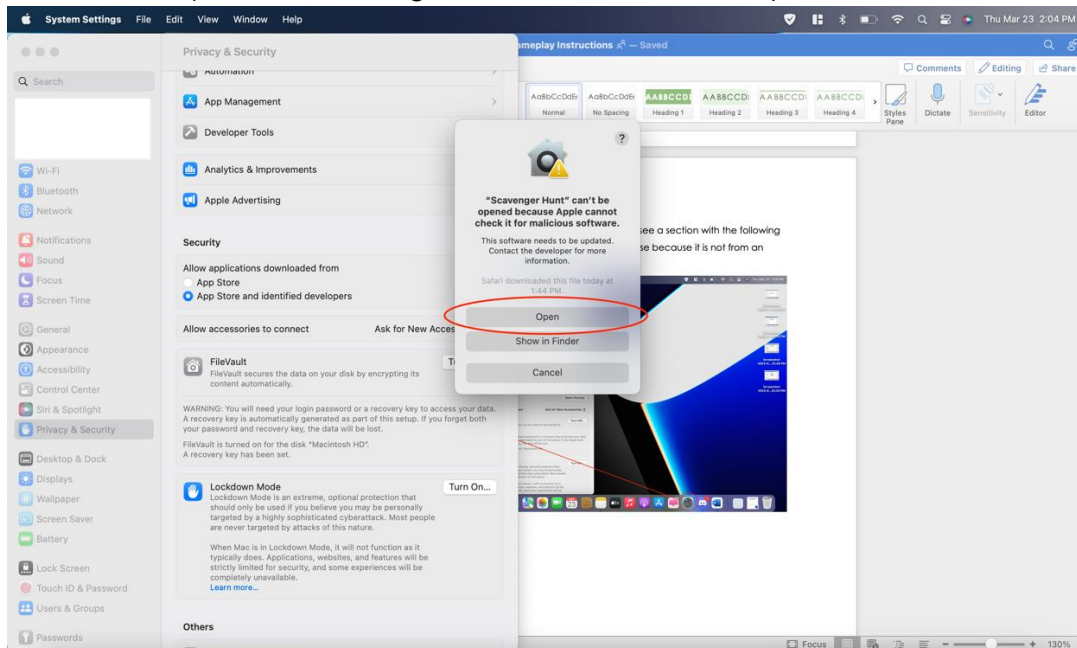 System Settings File Edit View Window Help
Thu Mar 23 2:04 PM
Privacy & Security
Search
Wi-Fi
Bluetooth
Network
Notifications
Sound
Focus
Screen Time
General
Appearance
Accessibility
Control Center
Siri & Spotlight
Privacy & Security
Desktop & Dock
Displays
Wallpaper
Screen Saver
Battery
Lock Screen
Touch ID & Password
Users & Groups
Passwords
Automation
App Management
Developer Tools
Analytics & Improvements
Apple Advertising
Security
Allow applications downloaded from
App Store
App Store and identified developers
Allow accessories to connect Ask for New Acces
FileVault
FileVault secures the data on your disk by encrypting its
content automatically.
WARNING: You will need your login password or a recovery key to access your data.
A recovery key is automatically generated as part of this setup. If you forget both
your password and recovery key, the data will be lost.
FileVault is turned on for the disk "Macintosh HD".
A recovery key has been set.
Lockdown Mode Turn On...
Lockdown Mode is an extreme, optional protection that
should only be used if you believe you may be personally
targeted by a highly sophisticated cyberattack. Most people
are never targeted by attacks of this nature.
When Mac is in Lockdown Mode, it will not function as it
typically does. Applications, websites, and features will be
strictly limited for security, and some experiences will be
completely unavailable.
Learn more...
Others
?
"Scavenger Hunt" can't be
opened because Apple cannot
check it for malicious software.
This software needs to be updated.
Contact the developer for more
information.
Safari downloaded this file today at
1:44 PM.
Open
Show in Finder
Cancel
ameplay Instructions — Saved
Comments Editing Share
AaBbCcDdEe AaBbCcDdEe AABBCCDI AABBCCDI AABBCCDI AABBCCDI
Normal No Spacing Heading 1 Heading 2 Heading 3 Heading 4
Styles Pane Dictate Sensitivity Editor
see a section with the following
se because it is not from an
Focus 130%